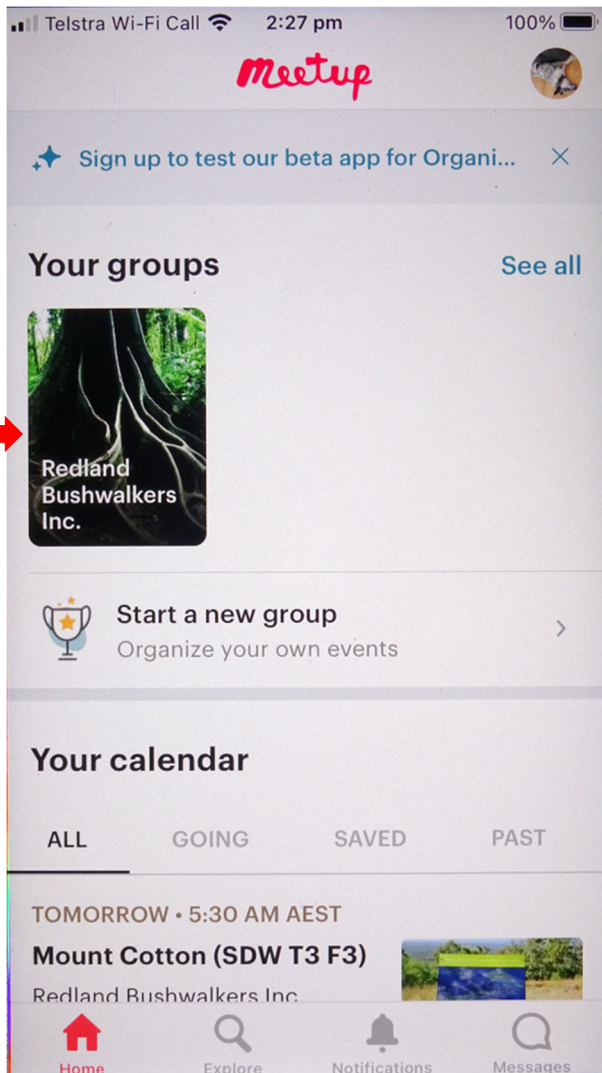 Telstra Wi-Fi Call 2:27 pm 100%
meetup
Sign up to test our beta app for Organi...
Your groups See all
Redland
Bushwalkers
Inc.
Start a new group
Organize your own events
Your calendar
ALL GOING SAVED PAST
TOMORROW • 5:30 AM AEST
Mount Cotton (SDW T3 F3)
Redland Bushwalkers Inc
Home Explore Notifications Messages